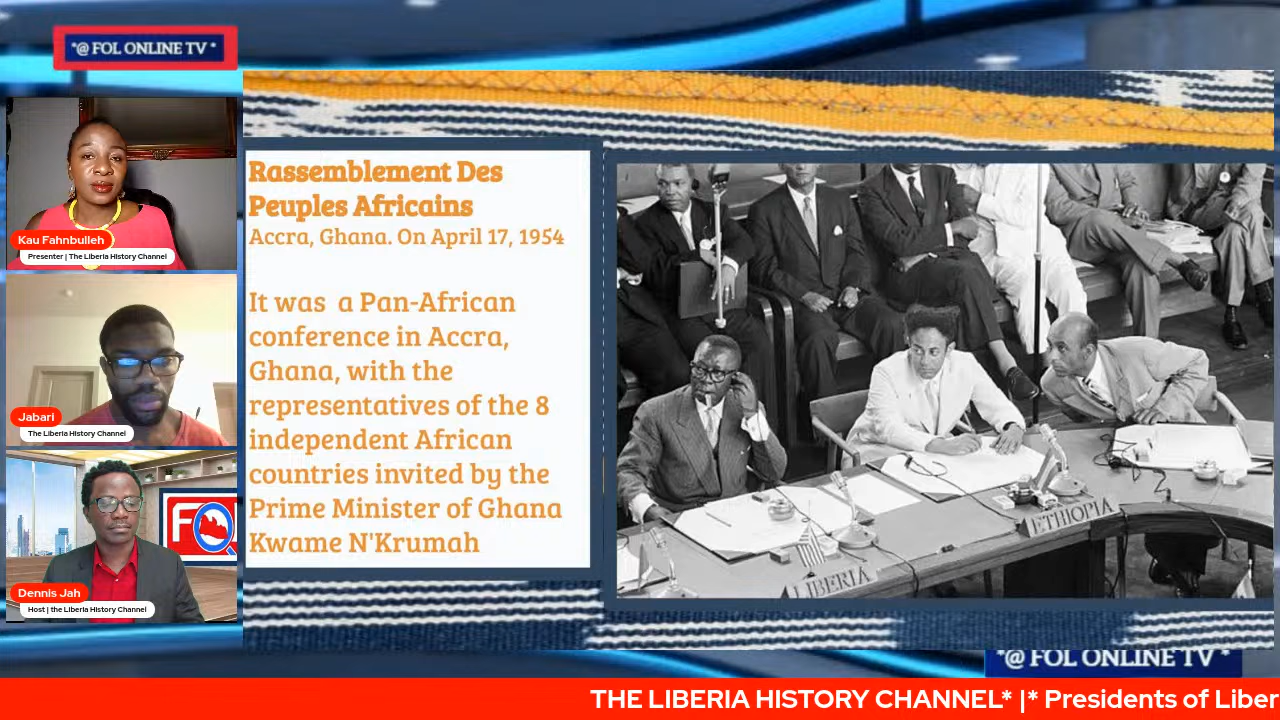 *@ FOL ONLINE TV *
Kau Fahnbulleh
Presenter | The Liberia History Channel
Jabari
The Liberia History Channel
Dennis Jah
Host | the Liberia History Channel
Rassemblement Des
Peuples Africains
Accra, Ghana. On April 17, 1954
It was a Pan-African
conference in Accra,
Ghana, with the
representatives of the 8
independent African
countries invited by the
Prime Minister of Ghana
Kwame N'Krumah
LIBERIA
ETHIOPIA
*@ FOL ONLINE TV *
THE LIBERIA HISTORY CHANNEL* |* Presidents of Liber